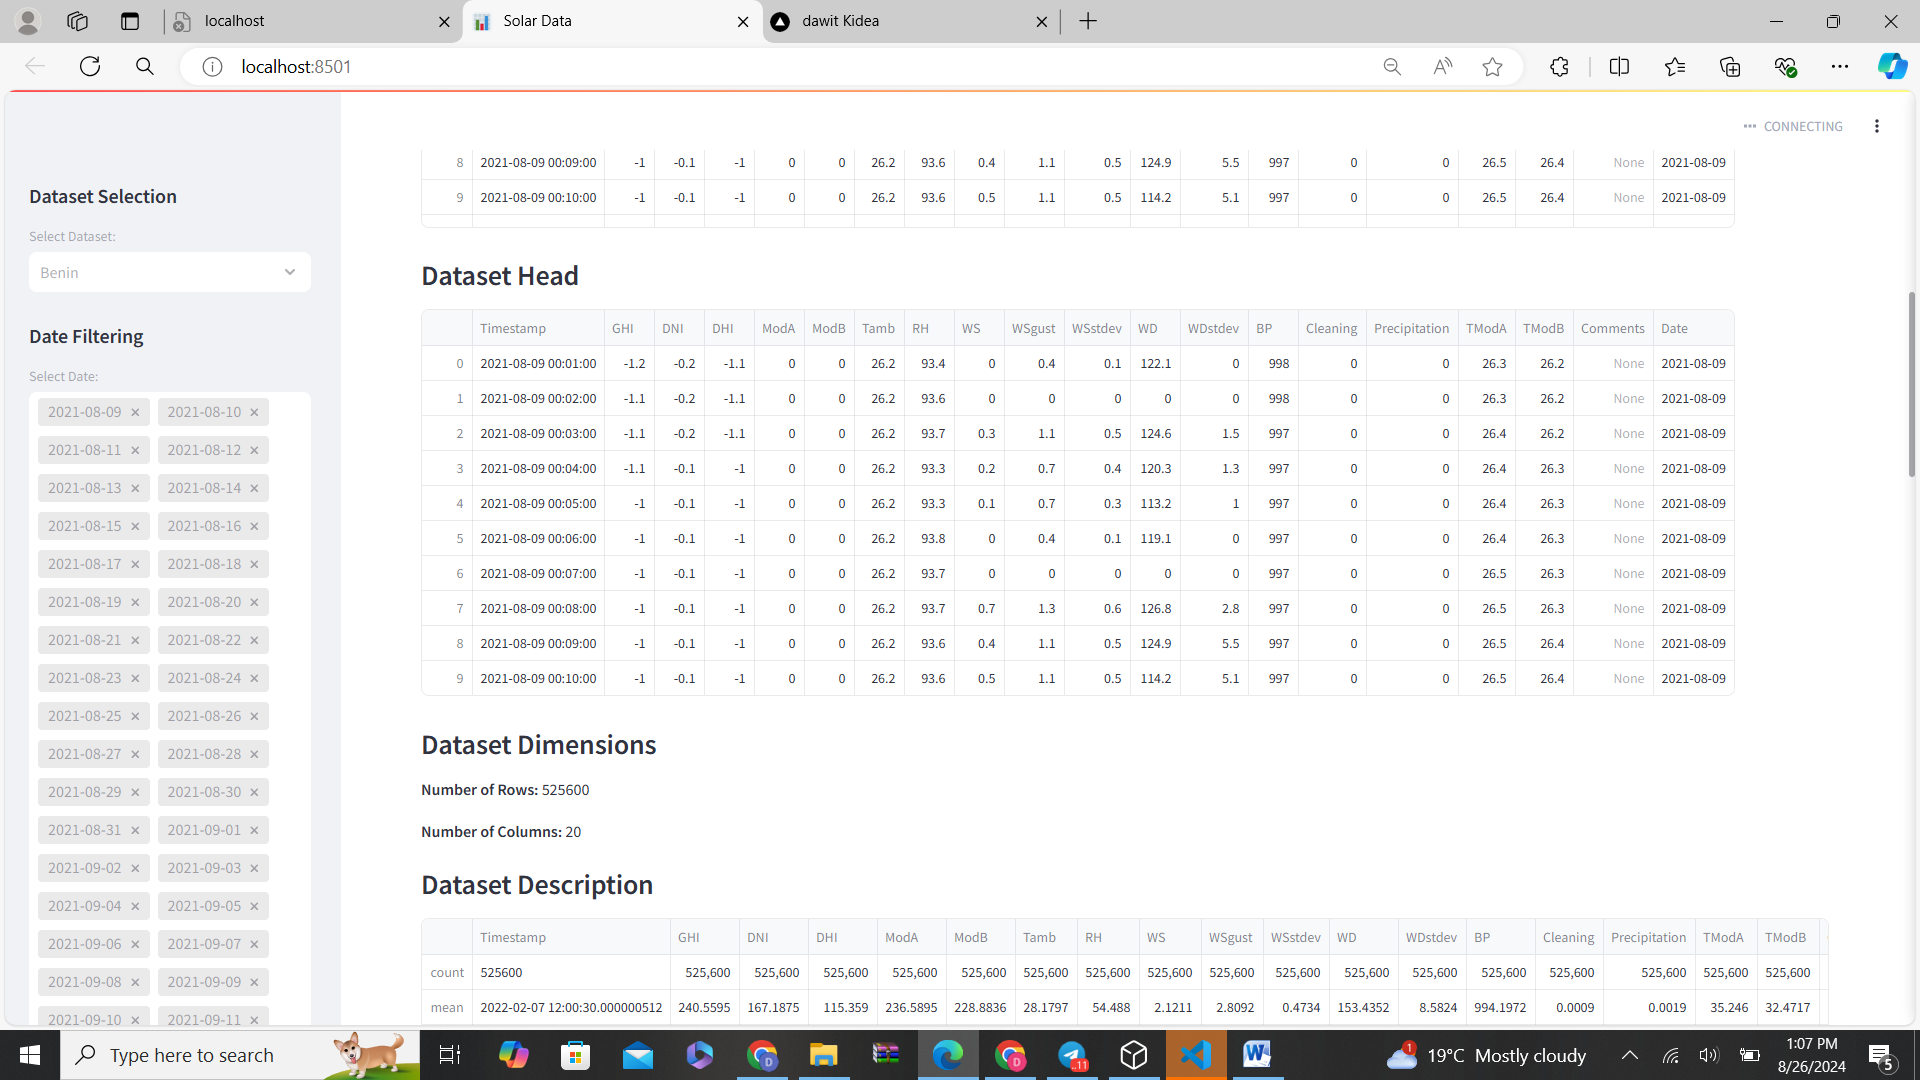 localhost
Solar Data
dawit Kidea
localhost:8501
CONNECTING
Dataset Selection
Select Dataset:
Benin
Date Filtering
Select Date:
2021-08-09 × 2021-08-10 ×
2021-08-11 × 2021-08-12 ×
2021-08-13 × 2021-08-14 ×
2021-08-15 × 2021-08-16 ×
2021-08-17 × 2021-08-18 ×
2021-08-19 × 2021-08-20 ×
2021-08-21 × 2021-08-22 ×
2021-08-23 × 2021-08-24 ×
2021-08-25 × 2021-08-26 ×
2021-08-27 × 2021-08-28 ×
2021-08-29 × 2021-08-30 ×
2021-08-31 × 2021-09-01 ×
2021-09-02 × 2021-09-03 ×
2021-09-04 × 2021-09-05 ×
2021-09-06 × 2021-09-07 ×
2021-09-08 × 2021-09-09 ×
2021-09-10 × 2021-09-11 ×
8 2021-08-09 00:09:00 -1 -0.1 -1 0 0 26.2 93.6 0.4 1.1 0.5 124.9 5.5 997 0 0 26.5 26.4 None 2021-08-09
9 2021-08-09 00:10:00 -1 -0.1 -1 0 0 26.2 93.6 0.5 1.1 0.5 114.2 5.1 997 0 0 26.5 26.4 None 2021-08-09
Dataset Head
Timestamp GHI DNI DHI ModA ModB Tamb RH WS WSgust WSstdev WD WDstdev BP Cleaning Precipitation TModA TModB Comments Date
0 2021-08-09 00:01:00 -1.2 -0.2 -1.1 0 0 26.2 93.4 0 0.4 0.1 122.1 0 998 0 0 26.3 26.2 None 2021-08-09
1 2021-08-09 00:02:00 -1.1 -0.2 -1.1 0 0 26.2 93.6 0 0 0 0 0 998 0 0 26.3 26.2 None 2021-08-09
2 2021-08-09 00:03:00 -1.1 -0.2 -1.1 0 0 26.2 93.7 0.3 1.1 0.5 124.6 1.5 997 0 0 26.4 26.2 None 2021-08-09
3 2021-08-09 00:04:00 -1.1 -0.1 -1 0 0 26.2 93.3 0.2 0.7 0.4 120.3 1.3 997 0 0 26.4 26.3 None 2021-08-09
4 2021-08-09 00:05:00 -1 -0.1 -1 0 0 26.2 93.3 0.1 0.7 0.3 113.2 1 997 0 0 26.4 26.3 None 2021-08-09
5 2021-08-09 00:06:00 -1 -0.1 -1 0 0 26.2 93.8 0 0.4 0.1 119.1 0 997 0 0 26.4 26.3 None 2021-08-09
6 2021-08-09 00:07:00 -1 -0.1 -1 0 0 26.2 93.7 0 0 0 0 0 997 0 0 26.5 26.3 None 2021-08-09
7 2021-08-09 00:08:00 -1 -0.1 -1 0 0 26.2 93.7 0.7 1.3 0.6 126.8 2.8 997 0 0 26.5 26.3 None 2021-08-09
8 2021-08-09 00:09:00 -1 -0.1 -1 0 0 26.2 93.6 0.4 1.1 0.5 124.9 5.5 997 0 0 26.5 26.4 None 2021-08-09
9 2021-08-09 00:10:00 -1 -0.1 -1 0 0 26.2 93.6 0.5 1.1 0.5 114.2 5.1 997 0 0 26.5 26.4 None 2021-08-09
Dataset Dimensions
Number of Rows: 525600
Number of Columns: 20
Dataset Description
Timestamp GHI DNI DHI ModA ModB Tamb RH WS WSgust WSstdev WD WDstdev BP Cleaning Precipitation TModA TModB
count 525600 525,600 525,600 525,600 525,600 525,600 525,600 525,600 525,600 525,600 525,600 525,600 525,600 525,600 525,600 525,600 525,600 525,600
mean 2022-02-07 12:00:30.000000512 240.5595 167.1875 115.359 236.5895 228.8836 28.1797 54.488 2.1211 2.8092 0.4734 153.4352 8.5824 994.1972 0.0009 0.0019 35.246 32.4717
Type here to search
11
1
19°C Mostly cloudy
1:07 PM
8/26/2024
5